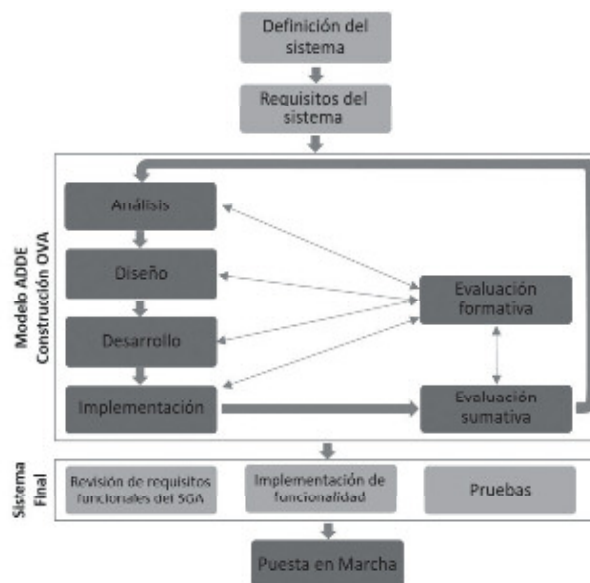 Definición del
sistema
Requisitos del
sistema
Modelo ADDE
Construcción OVA
Análisis
Diseño
Desarrollo
Implementación
Evaluación
formativa
Evaluación
sumativa
Sistema
Final
Revisión de requisitos
funcionales del SGA
Implementación de
funcionalidad
Pruebas
Puesta en Marcha